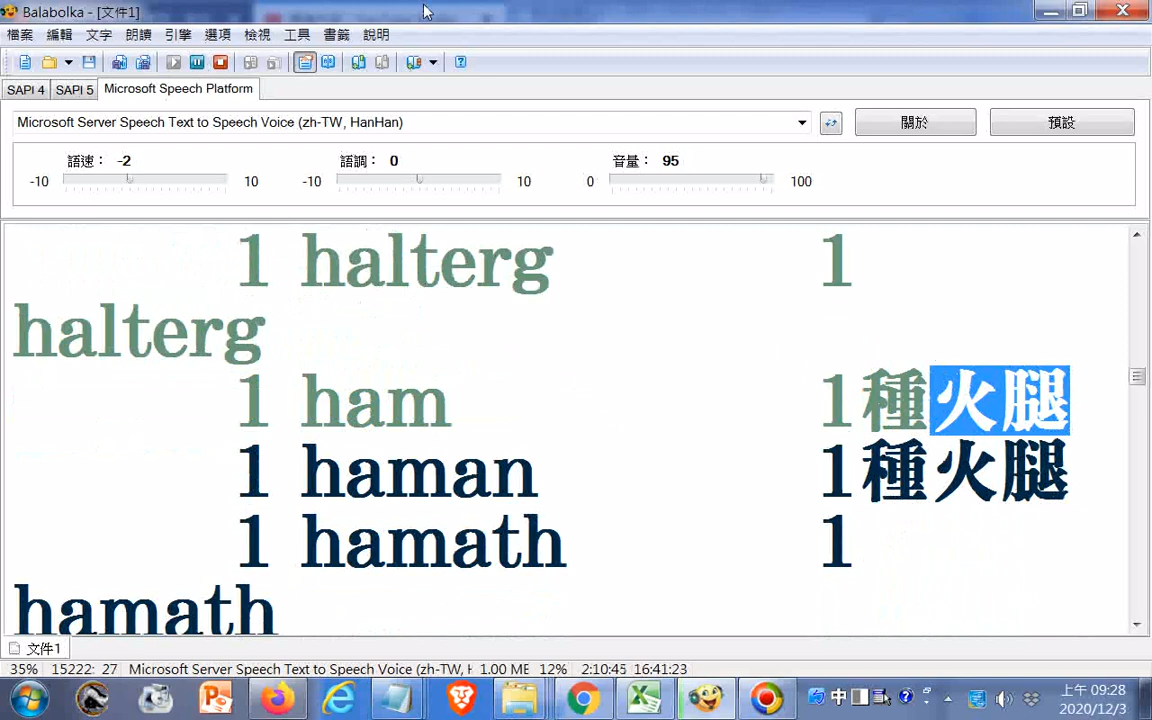 Balabolka - [文件1]
檔案 編輯 文字 朗讀 引擎 選項 檢視 工具 書籤 說明
SAPI 4 SAPI 5 Microsoft Speech Platform
Microsoft Server Speech Text to Speech Voice (zh-TW, HanHan) 關於 預設
語速： -2 語調： 0 音量： 95
-10 10 -10 10 0 100
1 halterg 1
halterg
1 ham 1種火腿
1 haman 1種火腿
1 hamath 1
hamath
文件1
35% 15222: 27 Microsoft Server Speech Text to Speech Voice (zh-TW, H 1.00 ME 12% 2:10:45 16:41:23
中 上午 09:28
2020/12/3